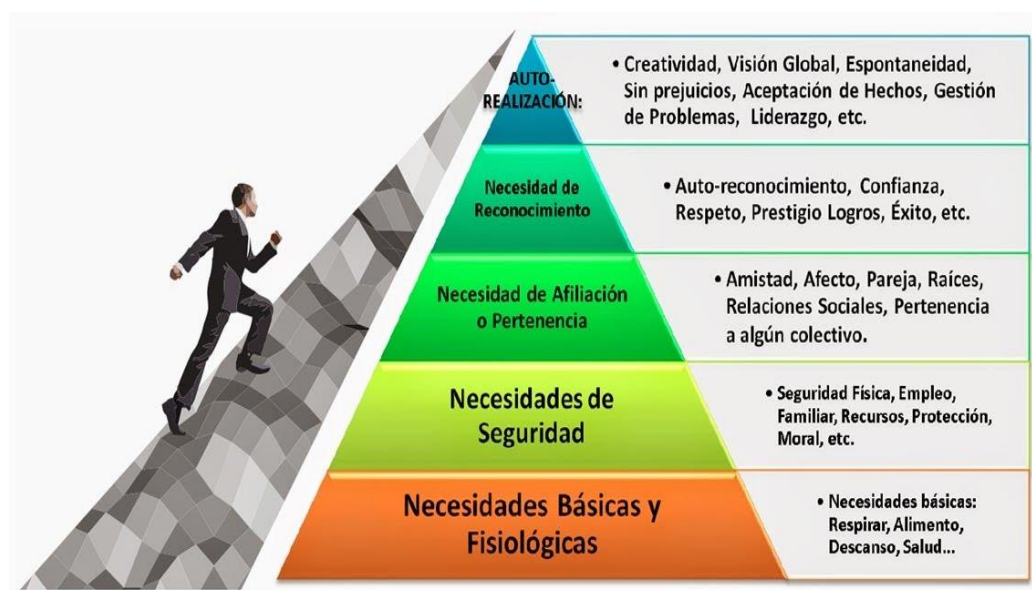 AUTO-
REALIZACIÓN:
• Creatividad, Visión Global, Espontaneidad,
Sin prejuicios, Aceptación de Hechos, Gestión
de Problemas, Liderazgo, etc.
Necesidad de
Reconocimiento
• Auto-reconocimiento, Confianza,
Respeto, Prestigio Logros, Éxito, etc.
Necesidad de Afiliación
o Pertenencia
• Amistad, Afecto, Pareja, Raíces,
Relaciones Sociales, Pertenencia
a algún colectivo.
Necesidades de
Seguridad
• Seguridad Física, Empleo,
Familiar, Recursos, Protección,
Moral, etc.
Necesidades Básicas y
Fisiológicas
• Necesidades básicas:
Respirar, Alimento,
Descanso, Salud...